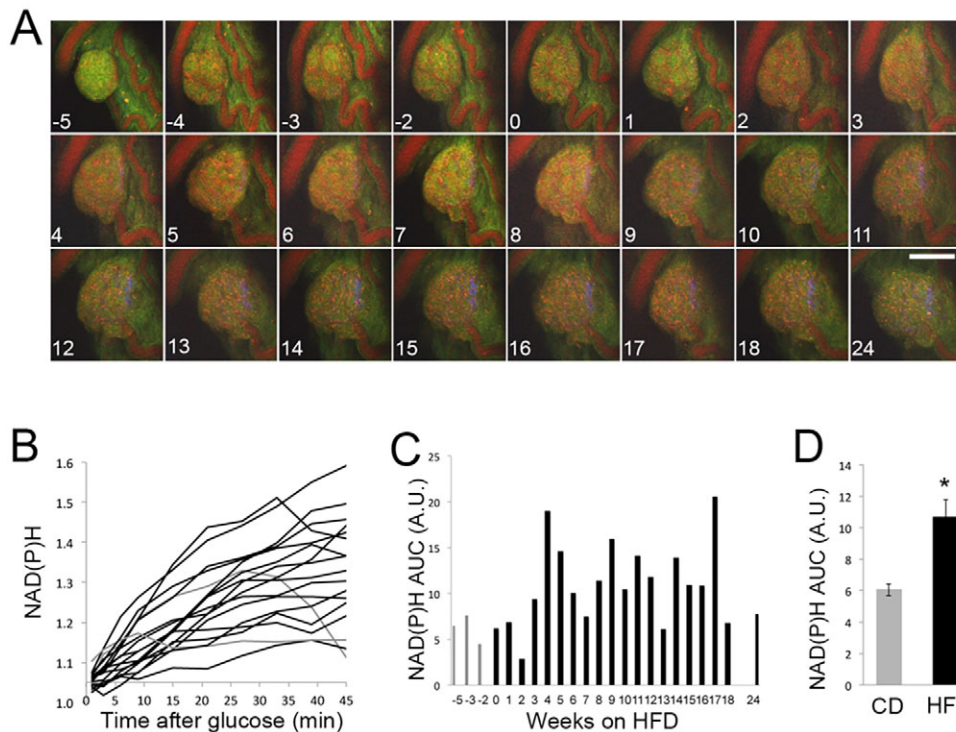 A
-5 -4 -3 -2 0 1 2 3
4 5 6 7 8 9 10 11
12 13 14 15 16 17 18 24
B
NAD(P)H
1.6
1.5
1.4
1.3
1.2
1.1
1.0
0 5 10 15 20 25 30 35 40 45
Time after glucose (min)
C
NAD(P)H AUC (A.U.)
25
20
15
10
5
0
-5 -3 -2 0 1 2 3 4 5 6 7 8 9 10 11 12 13 14 15 16 17 18 24
Weeks on HFD
D
NAD(P)H AUC (A.U.)
14
12
10
8
6
4
2
0
*
CD HF